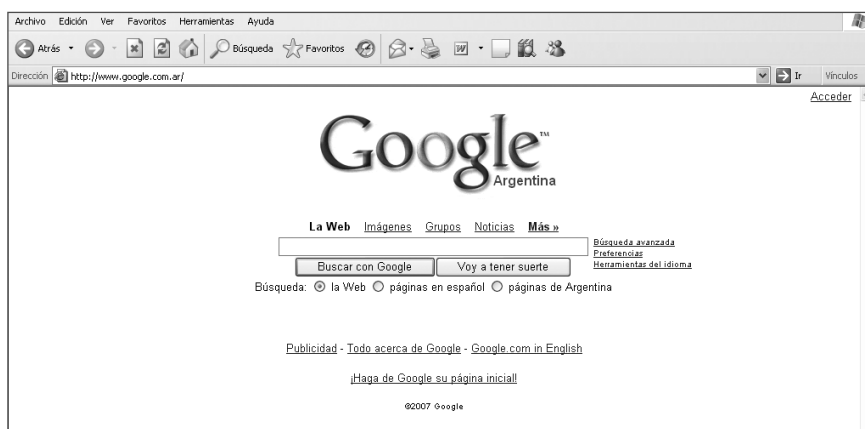 Archivo Edición Ver Favoritos Herramientas Ayuda
Atrás Búsqueda Favoritos
Dirección http://www.google.com.ar/ Ir Vínculos
Acceder
Google™
Argentina
La Web Imágenes Grupos Noticias Más »
Búsqueda avanzada
Preferencias
Buscar con Google Voy a tener suerte Herramientas del idioma
Búsqueda: la Web páginas en español páginas de Argentina
Publicidad - Todo acerca de Google - Google.com in English
¡Haga de Google su página inicial!
©2007 Google